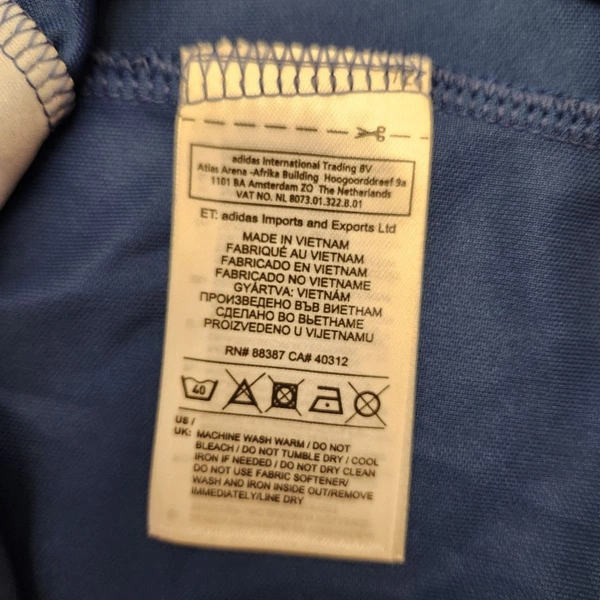 adidas International Trading BV
Atlas Arena -Afrika Building Hoogoorddreef 9a
1101 BA Amsterdam ZO The Netherlands
VAT NO. NL 8073.01.322.B.01
ET: adidas Imports and Exports Ltd
MADE IN VIETNAM
FABRIQUÉ AU VIETNAM
FABRICADO EN VIETNAM
FABRICADO NO VIETNAME
GYÁRTVA: VIETNÁM
ПРОИЗВЕДЕНО ВЪВ ВИЕТНАМ
СДЕЛАНО ВО ВЬЕТНАМЕ
PROIZVEDENO U VIJETNAMU
RN# 88387 CA# 40312
40
US /
UK: MACHINE WASH WARM / DO NOT
BLEACH / DO NOT TUMBLE DRY / COOL
IRON IF NEEDED / DO NOT DRY CLEAN
DO NOT USE FABRIC SOFTENER/
WASH AND IRON INSIDE OUT/REMOVE
IMMEDIATELY/LINE DRY